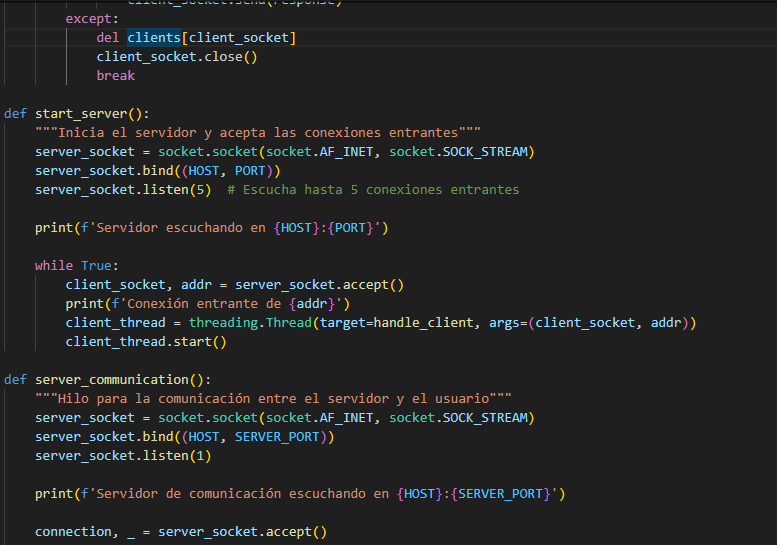 client_socket.send(response)
except:
del clients[client_socket]
client_socket.close()
break
def start_server():
"""Inicia el servidor y acepta las conexiones entrantes"""
server_socket = socket.socket(socket.AF_INET, socket.SOCK_STREAM)
server_socket.bind((HOST, PORT))
server_socket.listen(5)  # Escucha hasta 5 conexiones entrantes
print(f'Servidor escuchando en {HOST}:{PORT}')
while True:
client_socket, addr = server_socket.accept()
print(f'Conexión entrante de {addr}')
client_thread = threading.Thread(target=handle_client, args=(client_socket, addr))
client_thread.start()
def server_communication():
"""Hilo para la comunicación entre el servidor y el usuario"""
server_socket = socket.socket(socket.AF_INET, socket.SOCK_STREAM)
server_socket.bind((HOST, SERVER_PORT))
server_socket.listen(1)
print(f'Servidor de comunicación escuchando en {HOST}:{SERVER_PORT}')
connection, _ = server_socket.accept()